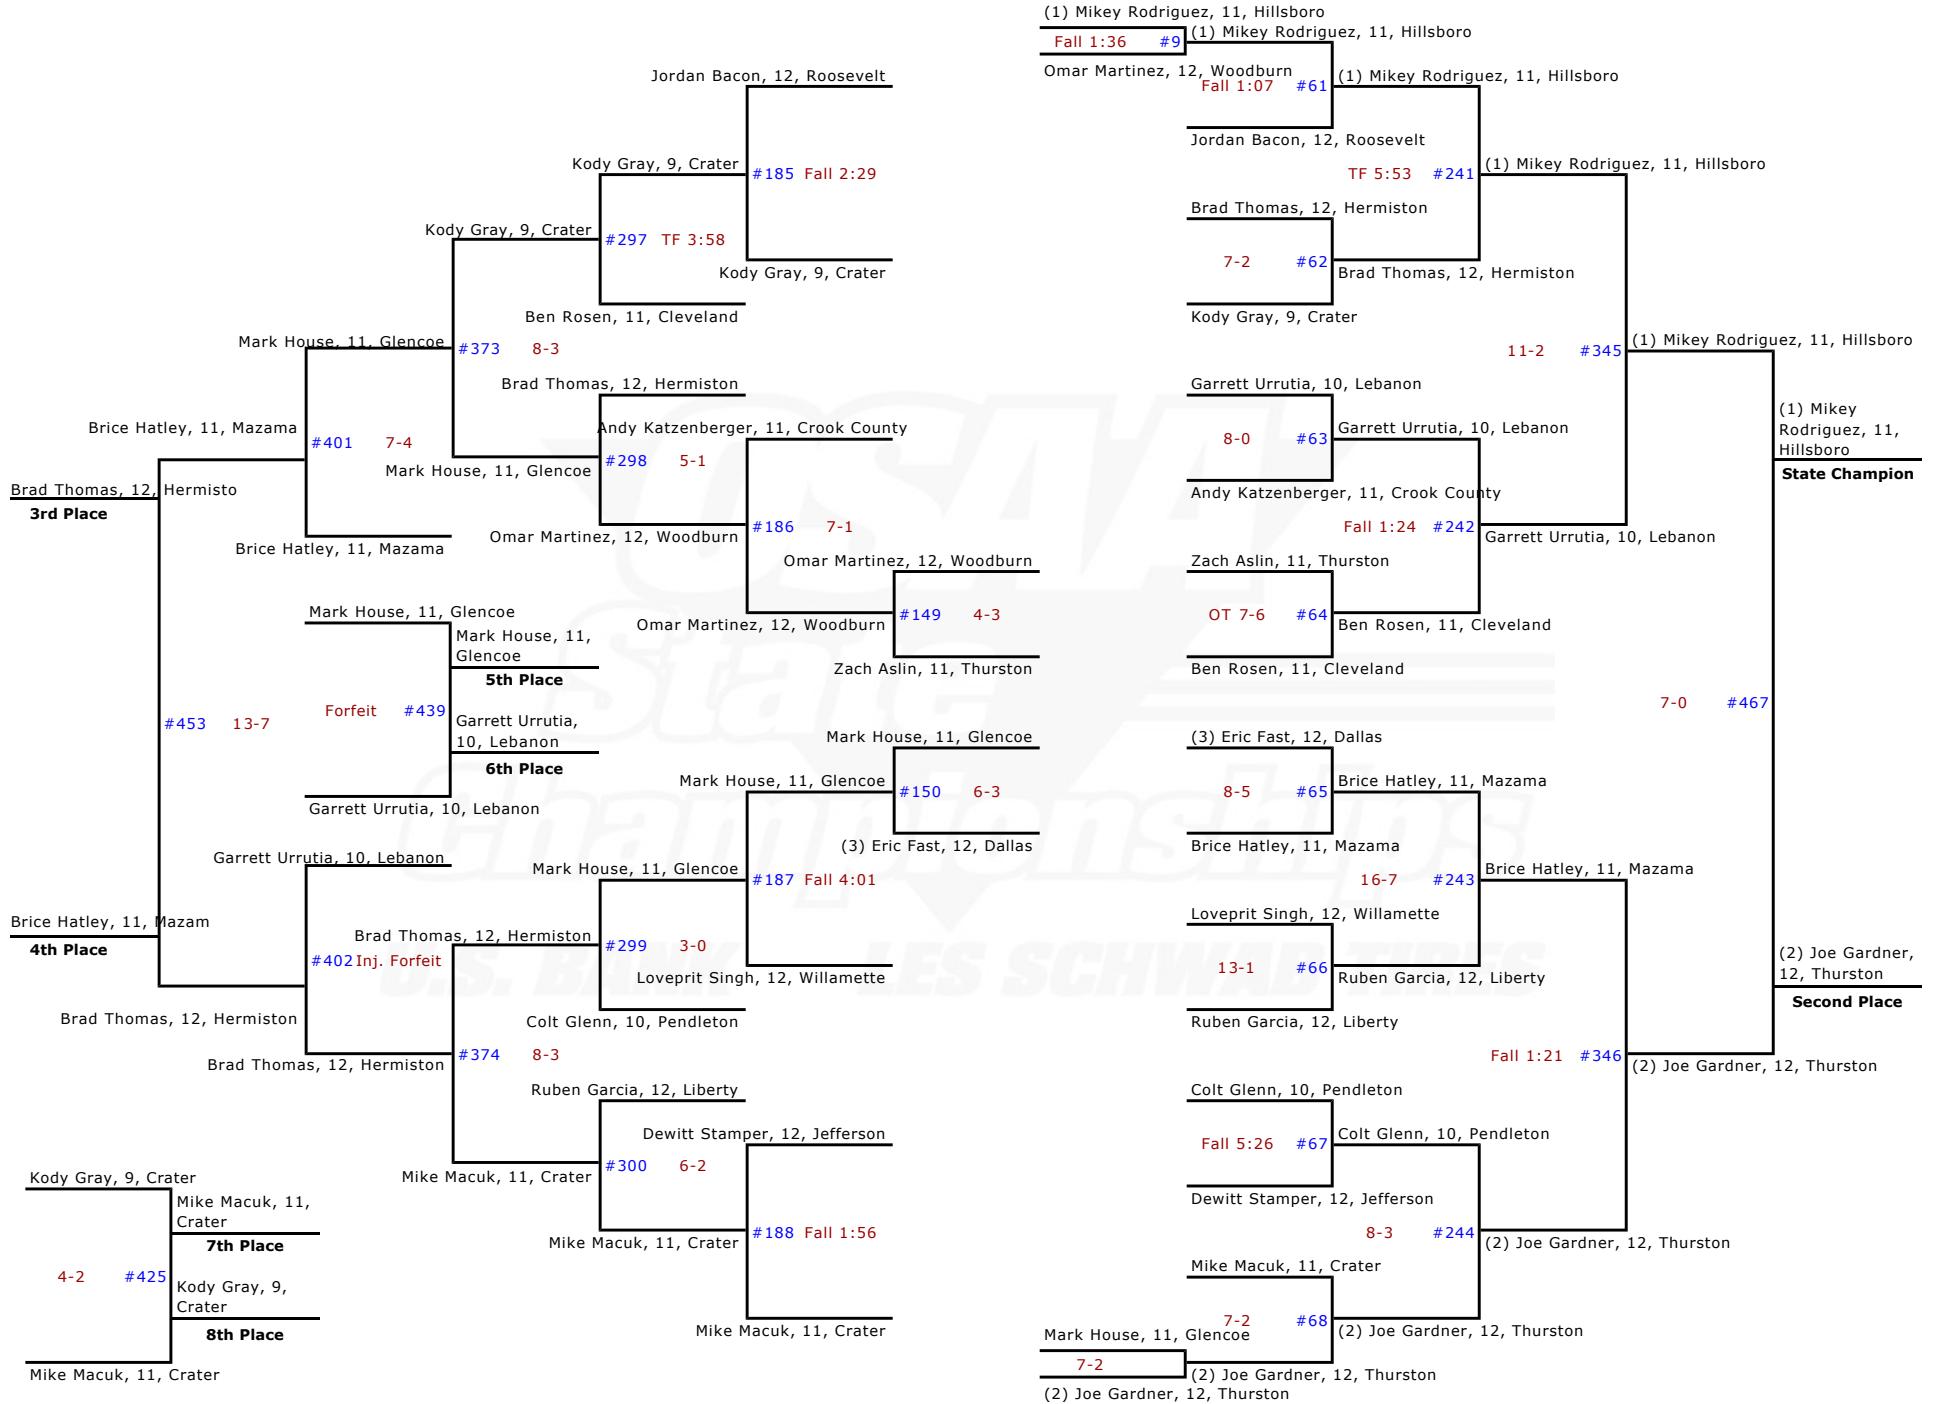 (1) Mikey Rodriguez, 11, Hillsboro
Fall 1:36 #9
(1) Mikey Rodriguez, 11, Hillsboro
Omar Martinez, 12, Woodburn
Fall 1:07 #61
(1) Mikey Rodriguez, 11, Hillsboro
Jordan Bacon, 12, Roosevelt
TF 5:53 #241
(1) Mikey Rodriguez, 11, Hillsboro
Brad Thomas, 12, Hermiston
7-2 #62
Brad Thomas, 12, Hermiston
Kody Gray, 9, Crater
11-2 #345
(1) Mikey Rodriguez, 11, Hillsboro
Garrett Urrutia, 10, Lebanon
8-0 #63
Garrett Urrutia, 10, Lebanon
Andy Katzenberger, 11, Crook County
Fall 1:24 #242
Garrett Urrutia, 10, Lebanon
Zach Aslin, 11, Thurston
OT 7-6 #64
Ben Rosen, 11, Cleveland
Ben Rosen, 11, Cleveland
7-0 #467
(1) Mikey
Rodriguez, 11,
Hillsboro
State Champion
(3) Eric Fast, 12, Dallas
8-5 #65
Brice Hatley, 11, Mazama
Brice Hatley, 11, Mazama
16-7 #243
Brice Hatley, 11, Mazama
Loveprit Singh, 12, Willamette
13-1 #66
Ruben Garcia, 12, Liberty
Ruben Garcia, 12, Liberty
Fall 1:21 #346
(2) Joe Gardner, 12, Thurston
(2) Joe Gardner,
12, Thurston
Second Place
Colt Glenn, 10, Pendleton
Fall 5:26 #67
Colt Glenn, 10, Pendleton
Dewitt Stamper, 12, Jefferson
8-3 #244
(2) Joe Gardner, 12, Thurston
Mike Macuk, 11, Crater
7-2 #68
(2) Joe Gardner, 12, Thurston
Mark House, 11, Glencoe
7-2
(2) Joe Gardner, 12, Thurston
(2) Joe Gardner, 12, Thurston
Jordan Bacon, 12, Roosevelt
Kody Gray, 9, Crater
#185 Fall 2:29
Kody Gray, 9, Crater
Kody Gray, 9, Crater
#297 TF 3:58
Ben Rosen, 11, Cleveland
Mark House, 11, Glencoe
#373 8-3
Brad Thomas, 12, Hermiston
Andy Katzenberger, 11, Crook County
Mark House, 11, Glencoe
#298 5-1
Omar Martinez, 12, Woodburn
#186 7-1
Omar Martinez, 12, Woodburn
#149 4-3
Omar Martinez, 12, Woodburn
Zach Aslin, 11, Thurston
Brice Hatley, 11, Mazama
#401 7-4
Brice Hatley, 11, Mazama
Brad Thomas, 12, Hermisto
3rd Place
Mark House, 11, Glencoe
Mark House, 11,
Glencoe
5th Place
Forfeit #439
Garrett Urrutia,
10, Lebanon
6th Place
Garrett Urrutia, 10, Lebanon
#453 13-7
Mark House, 11, Glencoe
Mark House, 11, Glencoe
#150 6-3
(3) Eric Fast, 12, Dallas
Mark House, 11, Glencoe
#187 Fall 4:01
Loveprit Singh, 12, Willamette
Garrett Urrutia, 10, Lebanon
Brad Thomas, 12, Hermiston
#299 3-0
Colt Glenn, 10, Pendleton
#402 Inj. Forfeit
Brice Hatley, 11, Mazam
4th Place
Brad Thomas, 12, Hermiston
Brad Thomas, 12, Hermiston
#374 8-3
Ruben Garcia, 12, Liberty
Dewitt Stamper, 12, Jefferson
Mike Macuk, 11, Crater
#300 6-2
Mike Macuk, 11, Crater
#188 Fall 1:56
Mike Macuk, 11, Crater
Kody Gray, 9, Crater
Mike Macuk, 11,
Crater
7th Place
4-2 #425
Kody Gray, 9,
Crater
8th Place
Mike Macuk, 11, Crater
OSAA
State
Championships
U.S. BANK LES SCHWAB TIRES